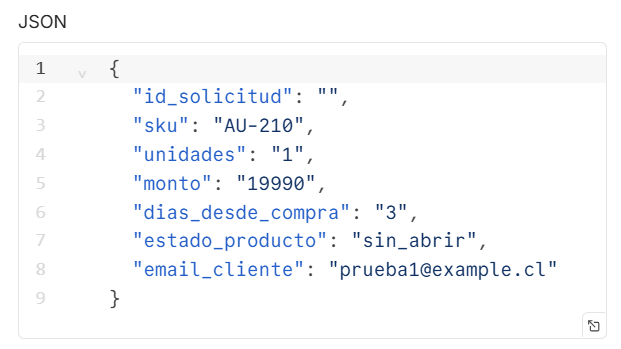 JSON
1 {
2 "id_solicitud": "",
3 "sku": "AU-210",
4 "unidades": "1",
5 "monto": "19990",
6 "dias_desde_compra": "3",
7 "estado_producto": "sin_abrir",
8 "email_cliente": "prueba1@example.cl"
9 }